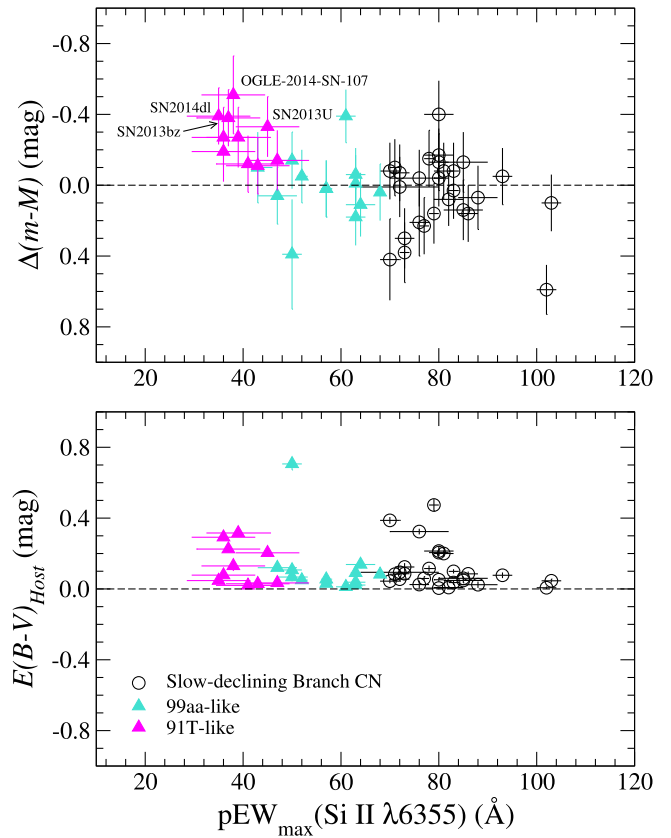 -0.8
-0.4
0.0
0.4
0.8
Δ(m-M) (mag)
OGLE-2014-SN-107
SN2014dl
SN2013U
SN2013bz
20 40 60 80 100 120
0.8
0.4
0.0
-0.4
-0.8
E(B-V)Host (mag)
Slow-declining Branch CN
99aa-like
91T-like
20 40 60 80 100 120
pEWmax(Si II λ6355) (Å)